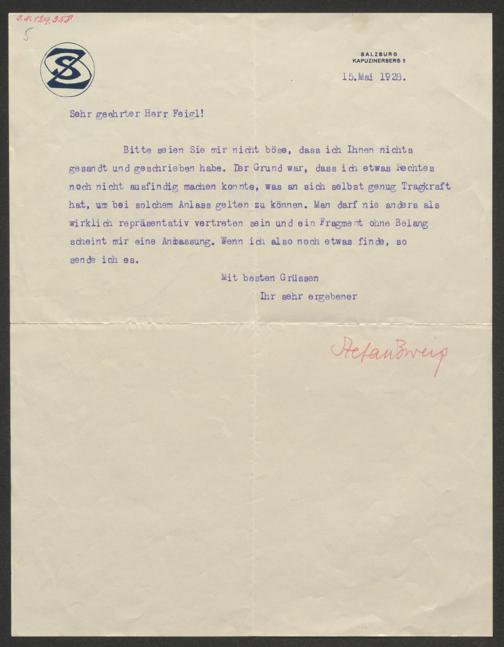 5
SZ
SALZBURG
KAPUZINERBERG 5
15.Mai 1928.
Sehr geehrter Herr Feigl!
Bitte seien Sie mir nicht böse, dass ich Ihnen nichts
gesandt und geschrieben habe. Der Grund war, dass ich etwas Rechtes
noch nicht ausfindig machen konnte, was an sich selbst genug Tragkraft
hat, um bei solchem Anlass gelten zu können. Man darf nie anders als
wirklich repräsentativ vertreten sein und ein Fragment ohne Belang
scheint mir eine Anmassung. Wenn ich also noch etwas finde, so
sende ich es.
Mit besten Grüssen
Ihr sehr ergebener
Stefan Zweig